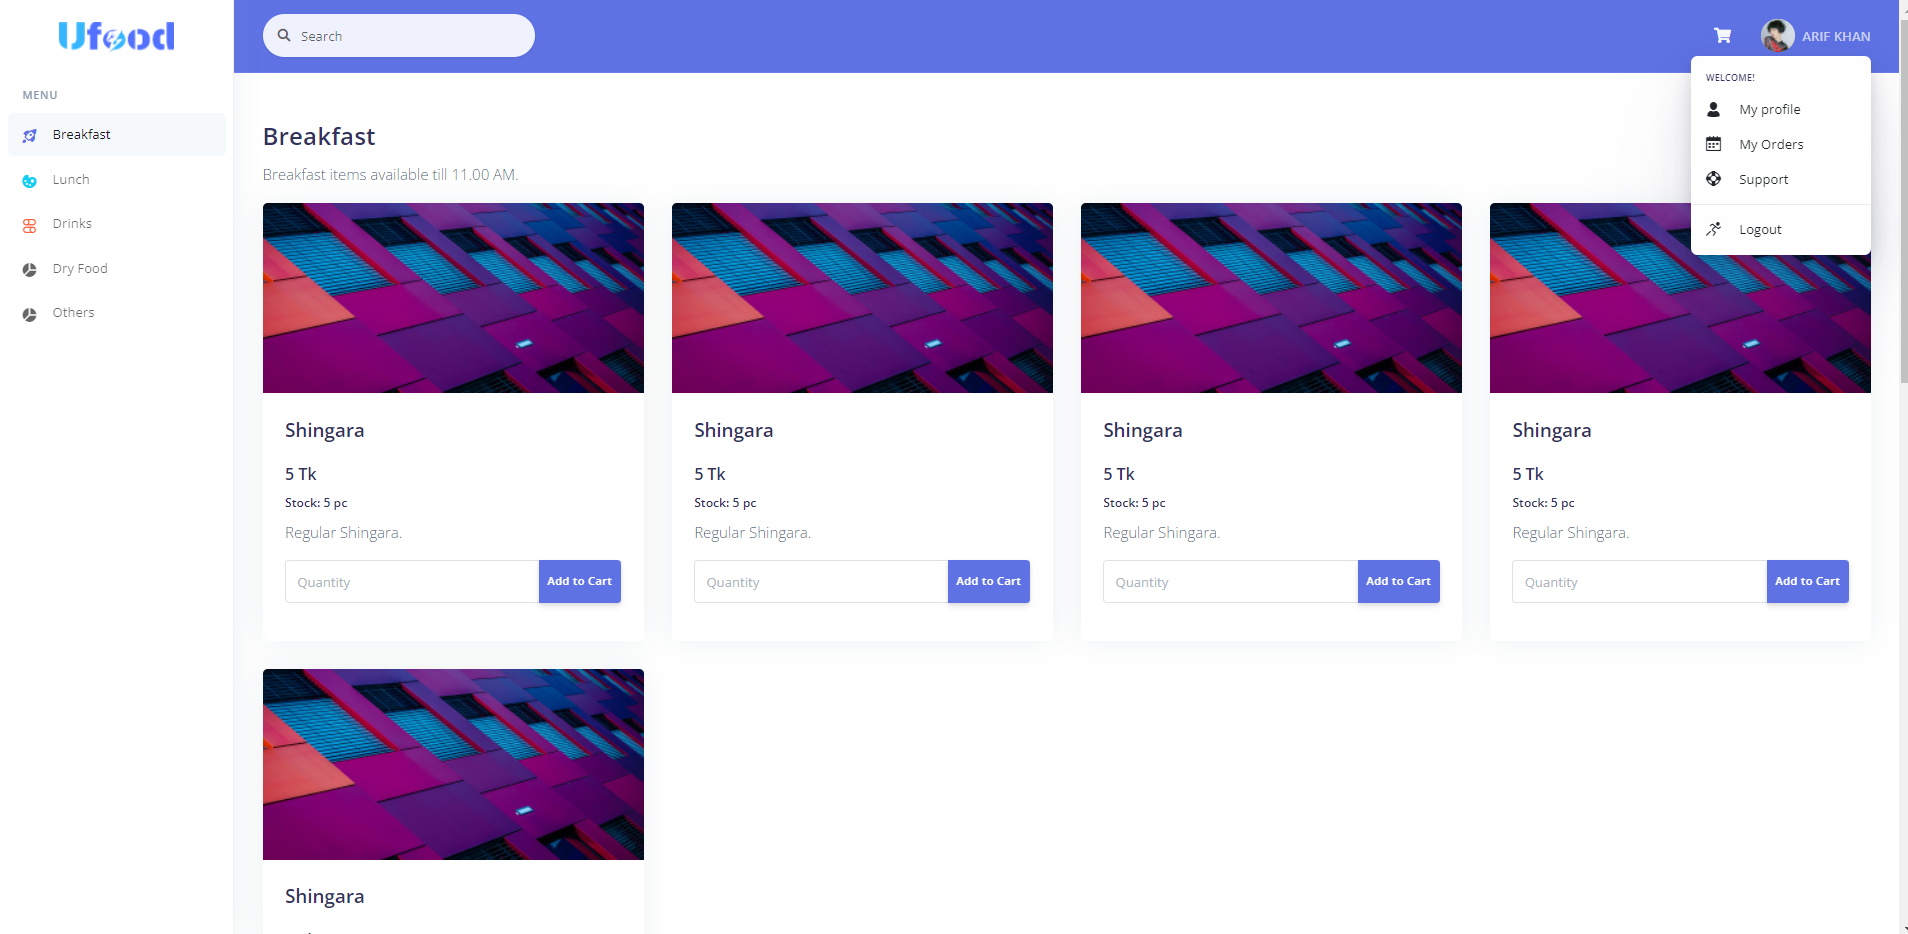 Ufood
Search
ARIF KHAN
MENU
Breakfast
Lunch
Drinks
Dry Food
Others
WELCOME!
My profile
My Orders
Support
Logout
Breakfast
Breakfast items available till 11.00 AM.
Shingara
5 Tk
Stock: 5 pc
Regular Shingara.
Quantity
Add to Cart
Shingara
5 Tk
Stock: 5 pc
Regular Shingara.
Quantity
Add to Cart
Shingara
5 Tk
Stock: 5 pc
Regular Shingara.
Quantity
Add to Cart
Shingara
5 Tk
Stock: 5 pc
Regular Shingara.
Quantity
Add to Cart
Shingara